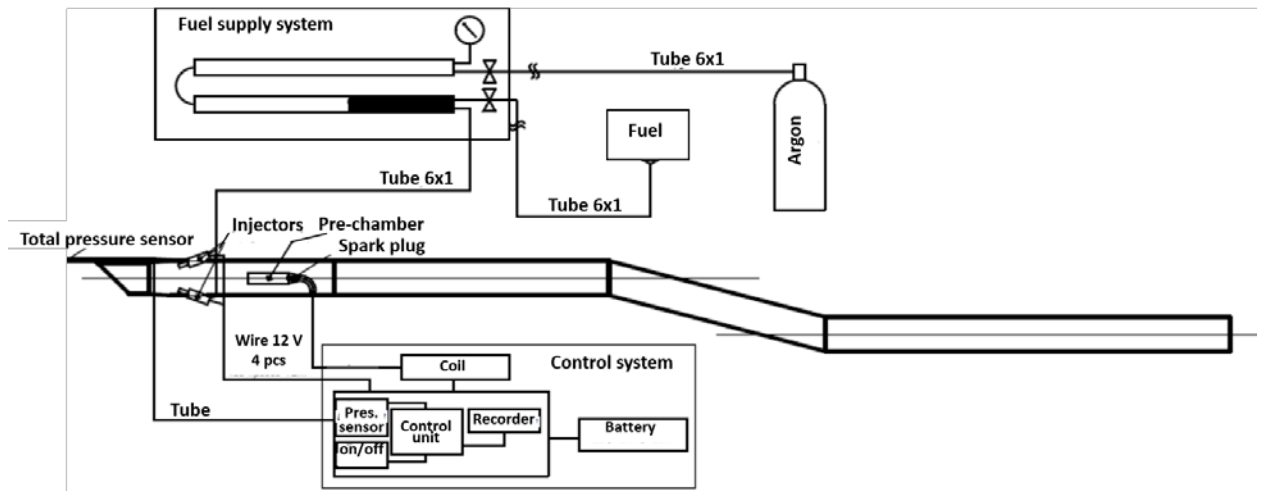 Fuel supply system
Tube 6x1
Fuel
Argon
Tube 6x1
Tube 6x1
Injectors
Pre-chamber
Spark plug
Total pressure sensor
Wire 12 V
4 pcs
Coil
Control system
Tube
Pres.
sensor
Control
unit
Recorder
Battery
on/off